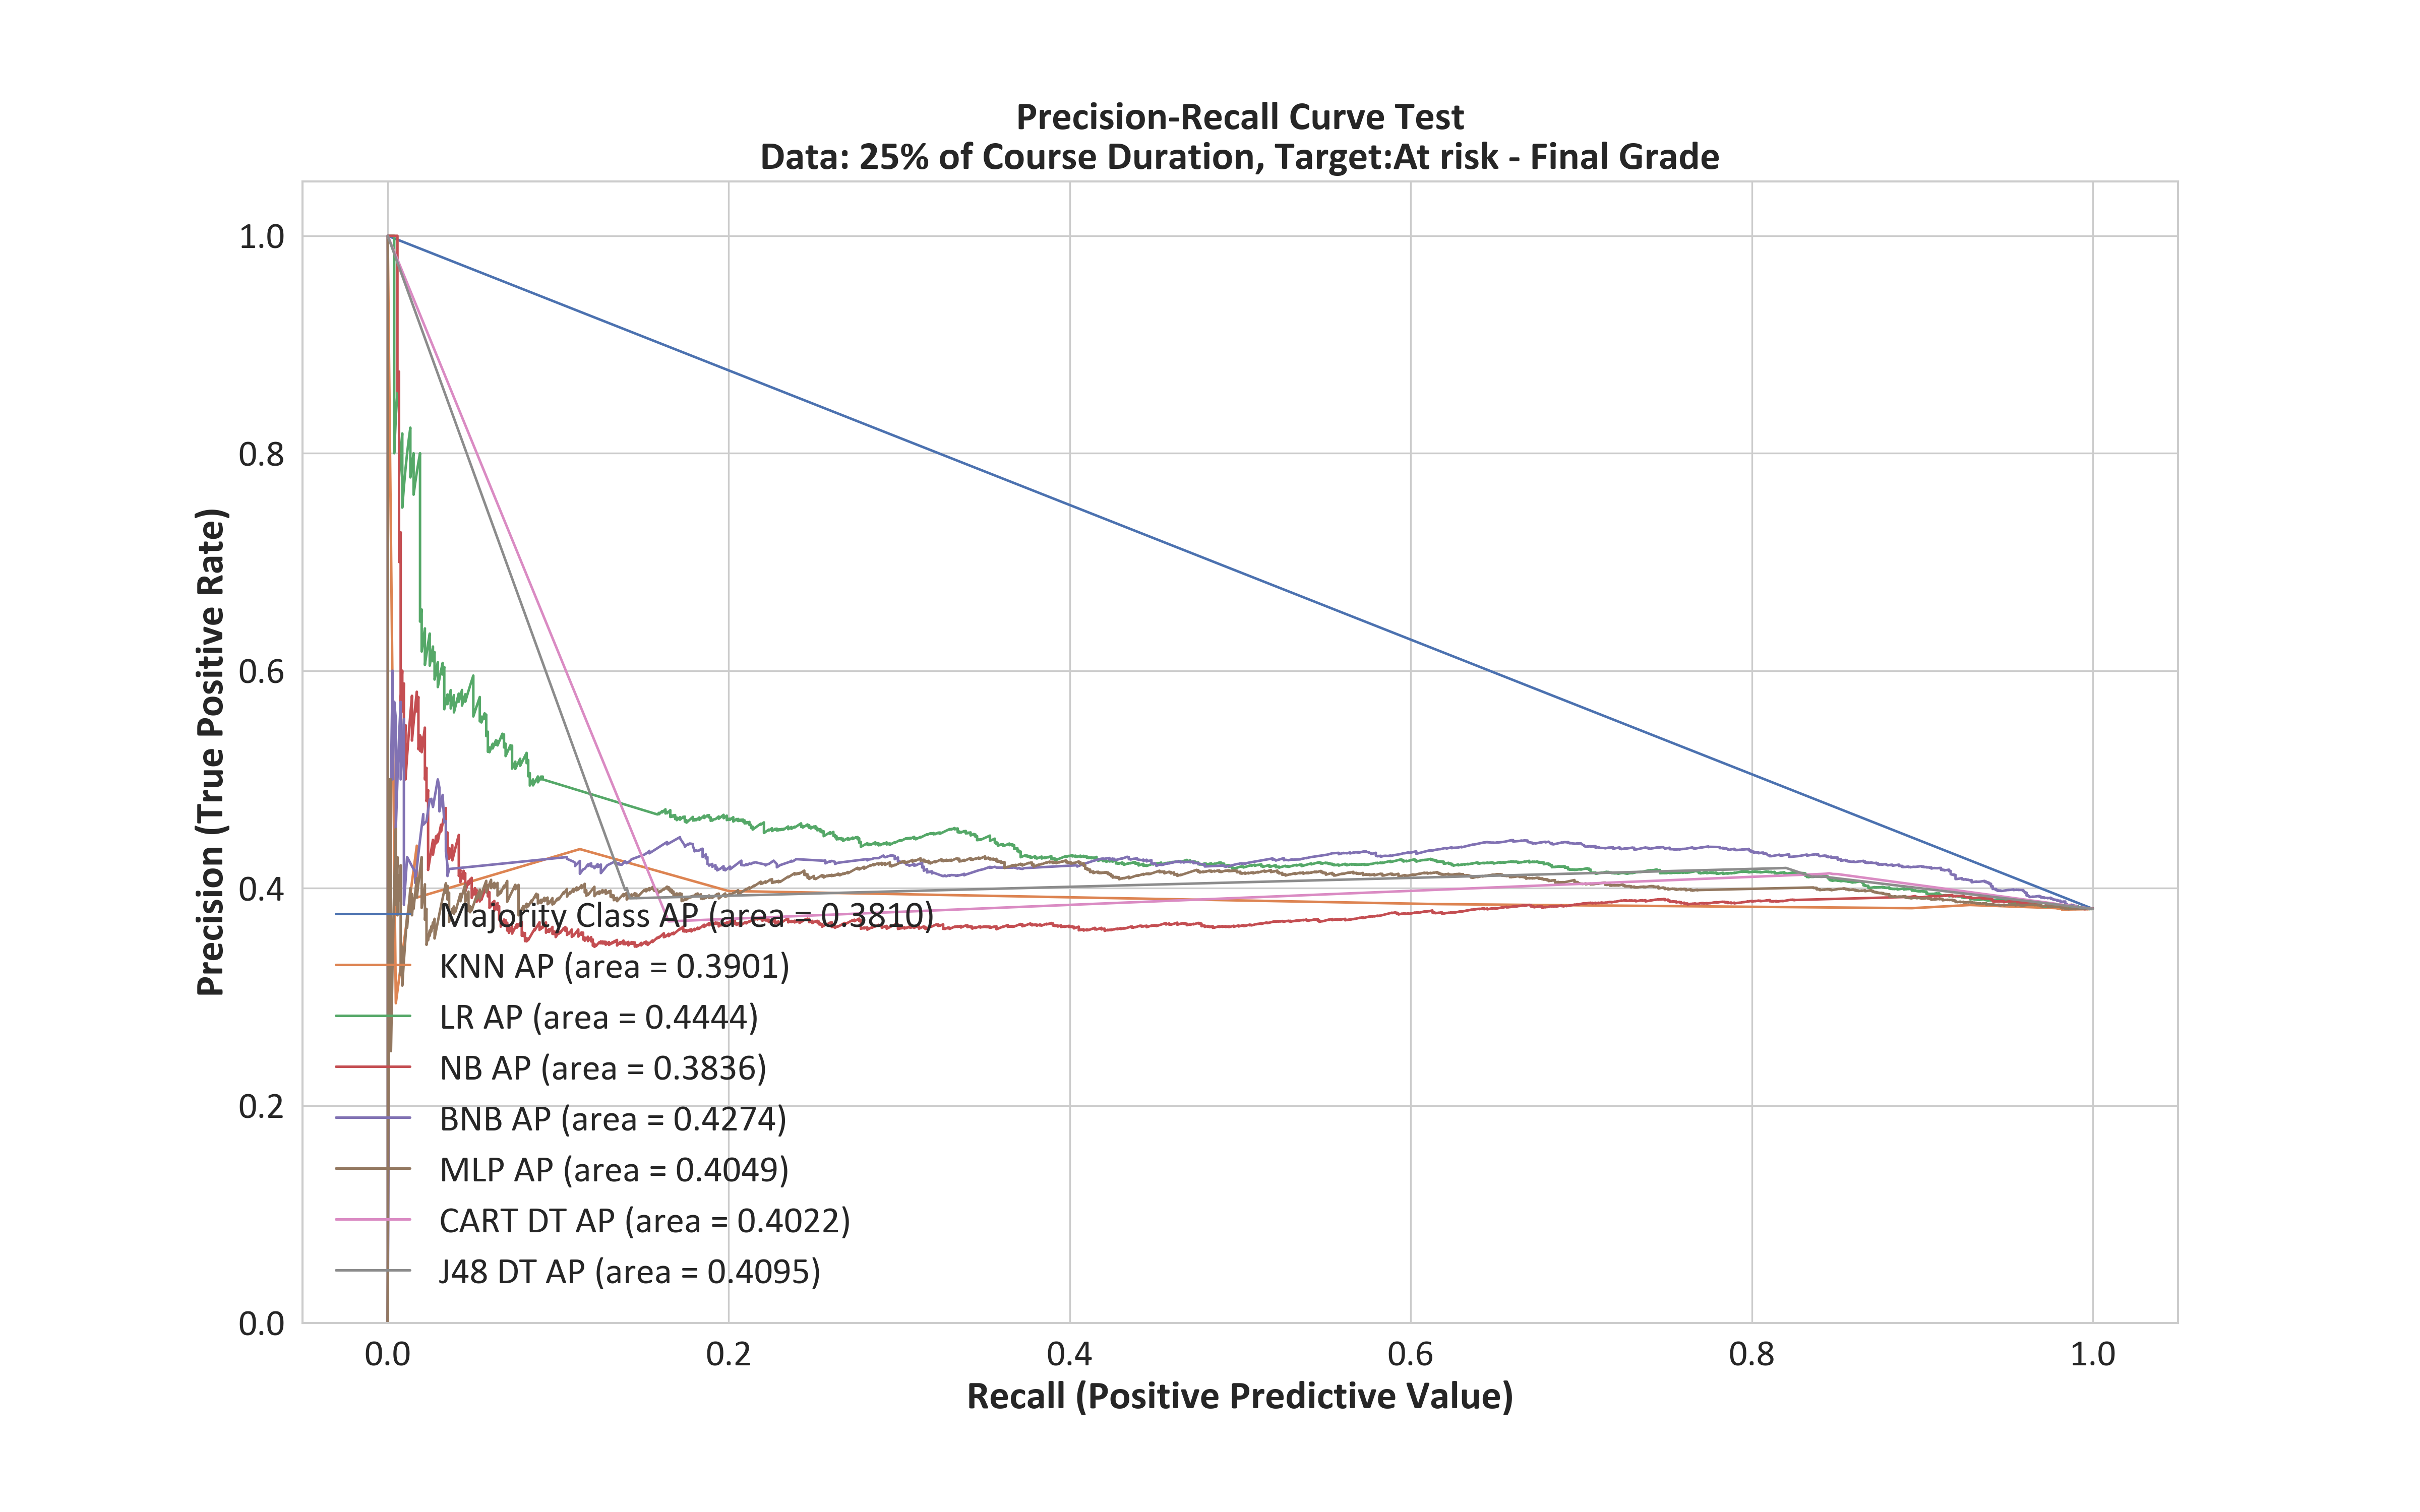 Precision-Recall Curve Test
Data: 25% of Course Duration, Target:At risk - Final Grade
Precision (True Positive Rate)
1.0
0.8
0.6
0.4
0.2
0.0
Majority Class AP (area = 0.3810)
KNN AP (area = 0.3901)
LR AP (area = 0.4444)
NB AP (area = 0.3836)
BNB AP (area = 0.4274)
MLP AP (area = 0.4049)
CART DT AP (area = 0.4022)
J48 DT AP (area = 0.4095)
0.0 0.2 0.4 0.6 0.8 1.0
Recall (Positive Predictive Value)